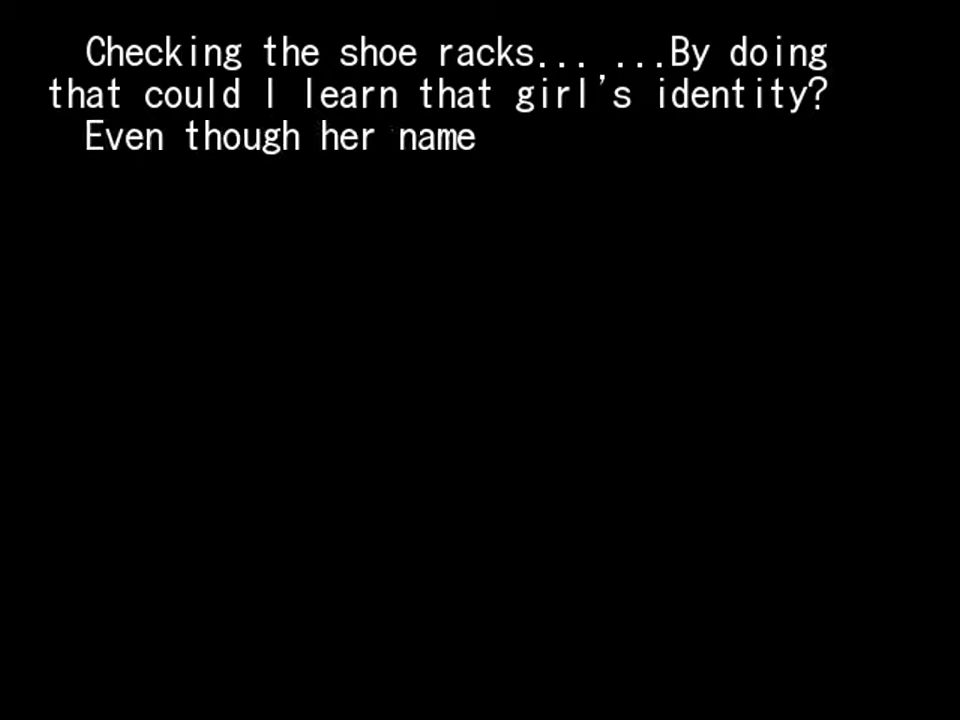 Checking the shoe racks... ...By doing
that could I learn that girl's identity?
Even though her name